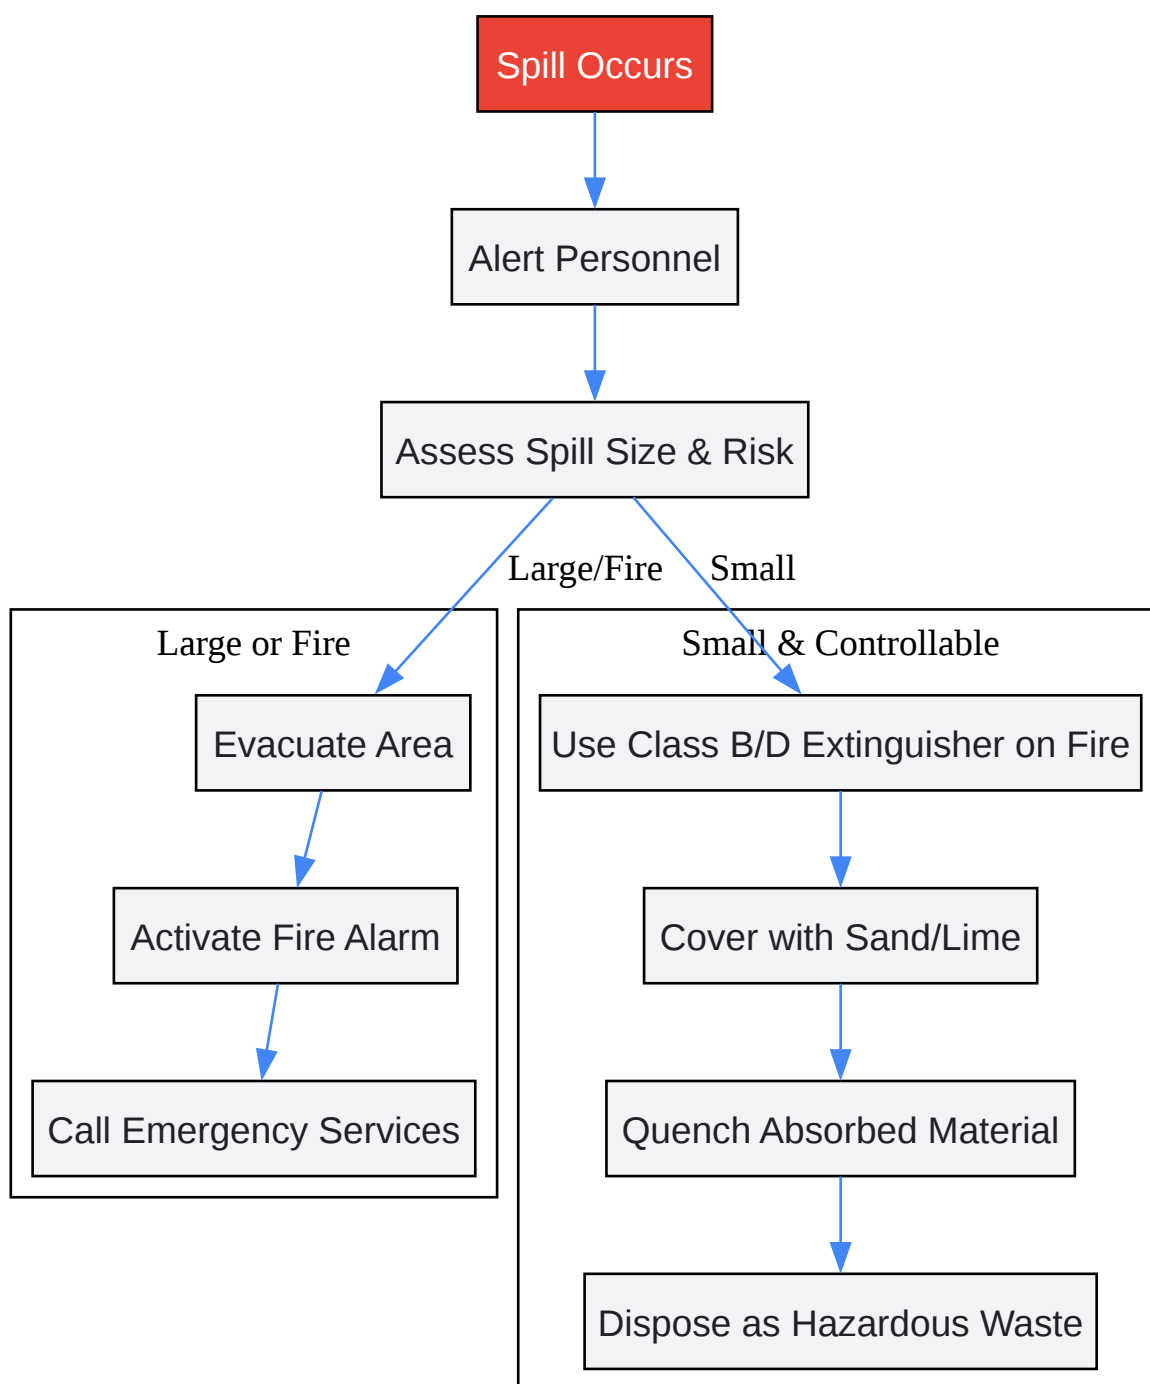 Spill Occurs
Alert Personnel
Assess Spill Size & Risk
Large/Fire
Small
Large or Fire
Evacuate Area
Activate Fire Alarm
Call Emergency Services
Small & Controllable
Use Class B/D Extinguisher on Fire
Cover with Sand/Lime
Quench Absorbed Material
Dispose as Hazardous Waste